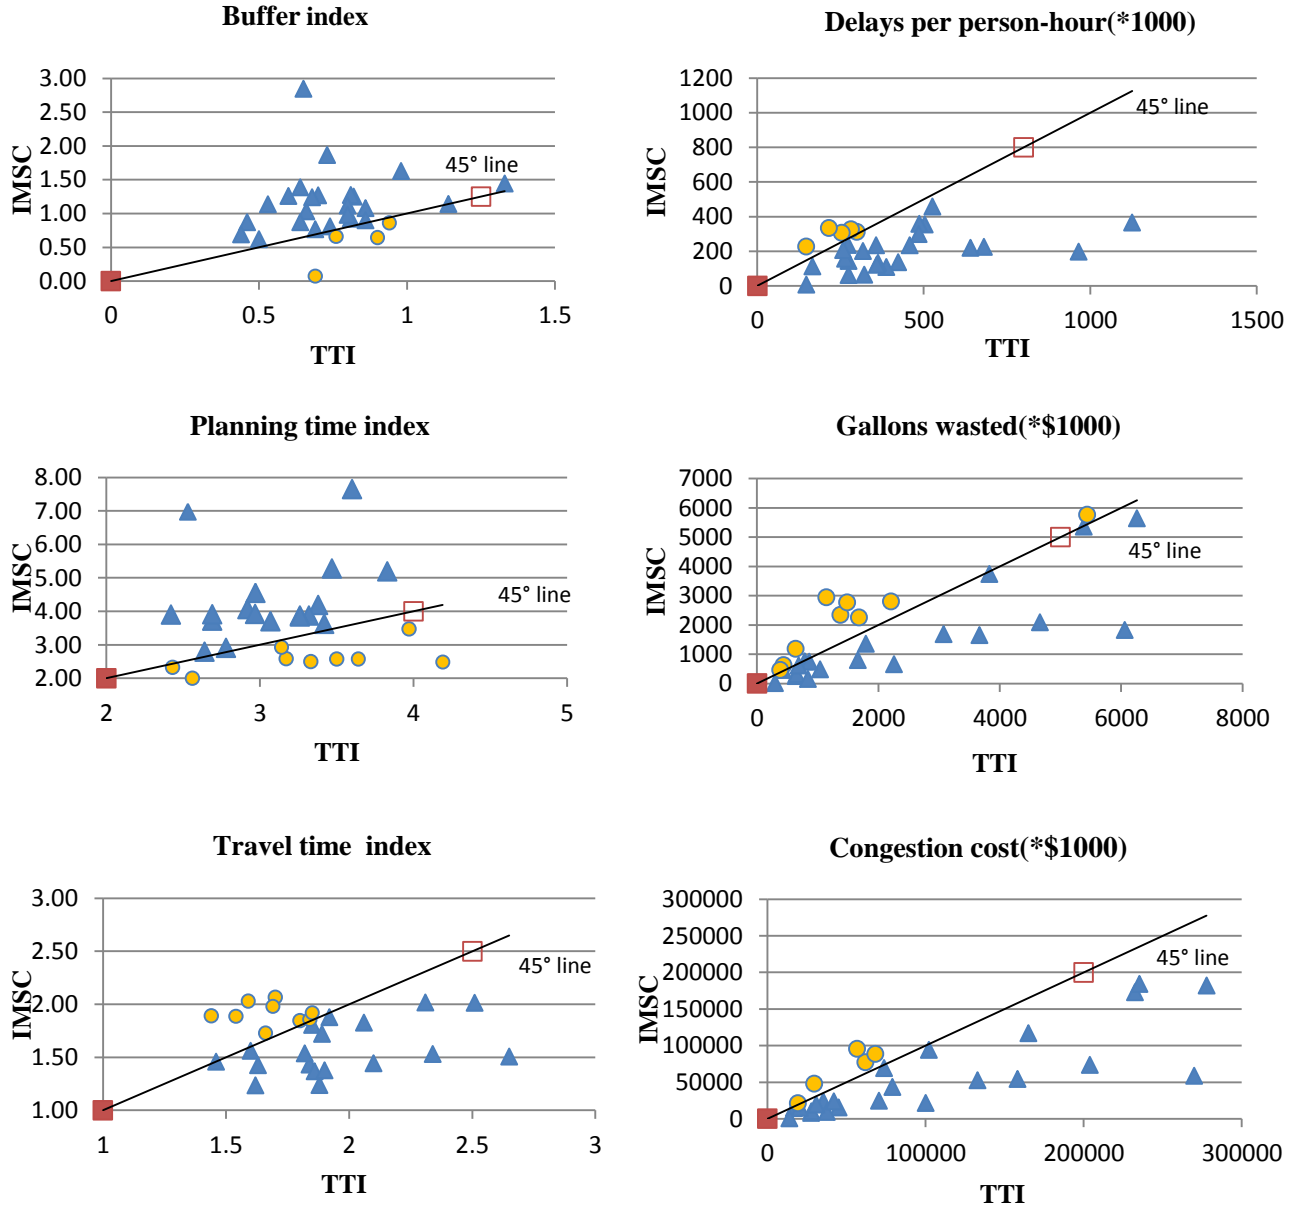 Buffer index
3.00
2.50
2.00
1.50
1.00
0.50
0.00
IMSC
45° line
0 0.5 1 1.5
TTI
Delays per person-hour(*1000)
1200
1000
800
600
400
200
0
IMSC
45° line
0 500 1000 1500
TTI
Planning time index
8.00
7.00
6.00
5.00
4.00
3.00
2.00
IMSC
45° line
2 3 4 5
TTI
Gallons wasted(*$1000)
7000
6000
5000
4000
3000
2000
1000
0
IMSC
45° line
0 2000 4000 6000 8000
TTI
Travel time index
3.00
2.50
2.00
1.50
1.00
IMSC
45° line
1 1.5 2 2.5 3
TTI
Congestion cost(*$1000)
300000
250000
200000
150000
100000
50000
0
IMSC
45° line
0 100000 200000 300000
TTI